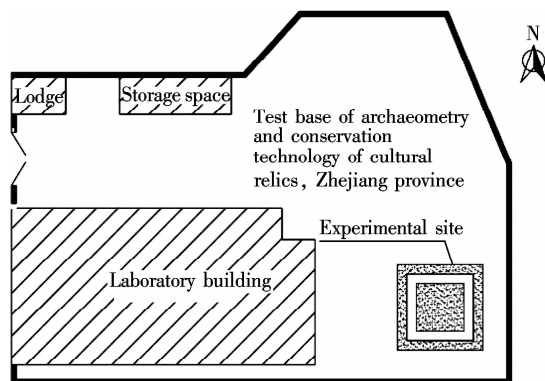 N
Lodge
Storage space
Test base of archaeometry
and conservation
technology of cultural
relics, Zhejiang province
Experimental site
Laboratory building